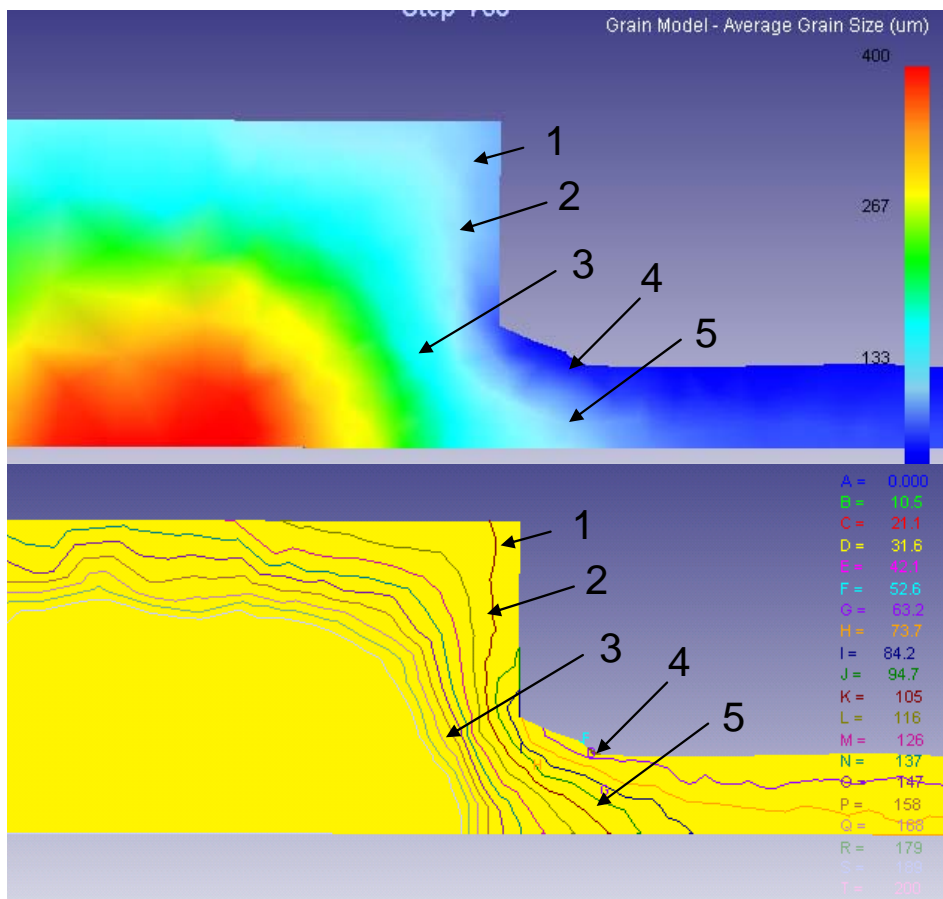 Step 760
Grain Model - Average Grain Size (um)
400
267
133
1
2
3
4
5
A = 0.000
B = 10.5
C = 21.1
D = 31.6
E = 42.1
F = 52.6
G = 63.2
H = 73.7
I = 84.2
J = 94.7
K = 105
L = 116
M = 126
N = 137
O = 147
P = 158
Q = 168
R = 179
1
2
3
4
5
F
D
H
G